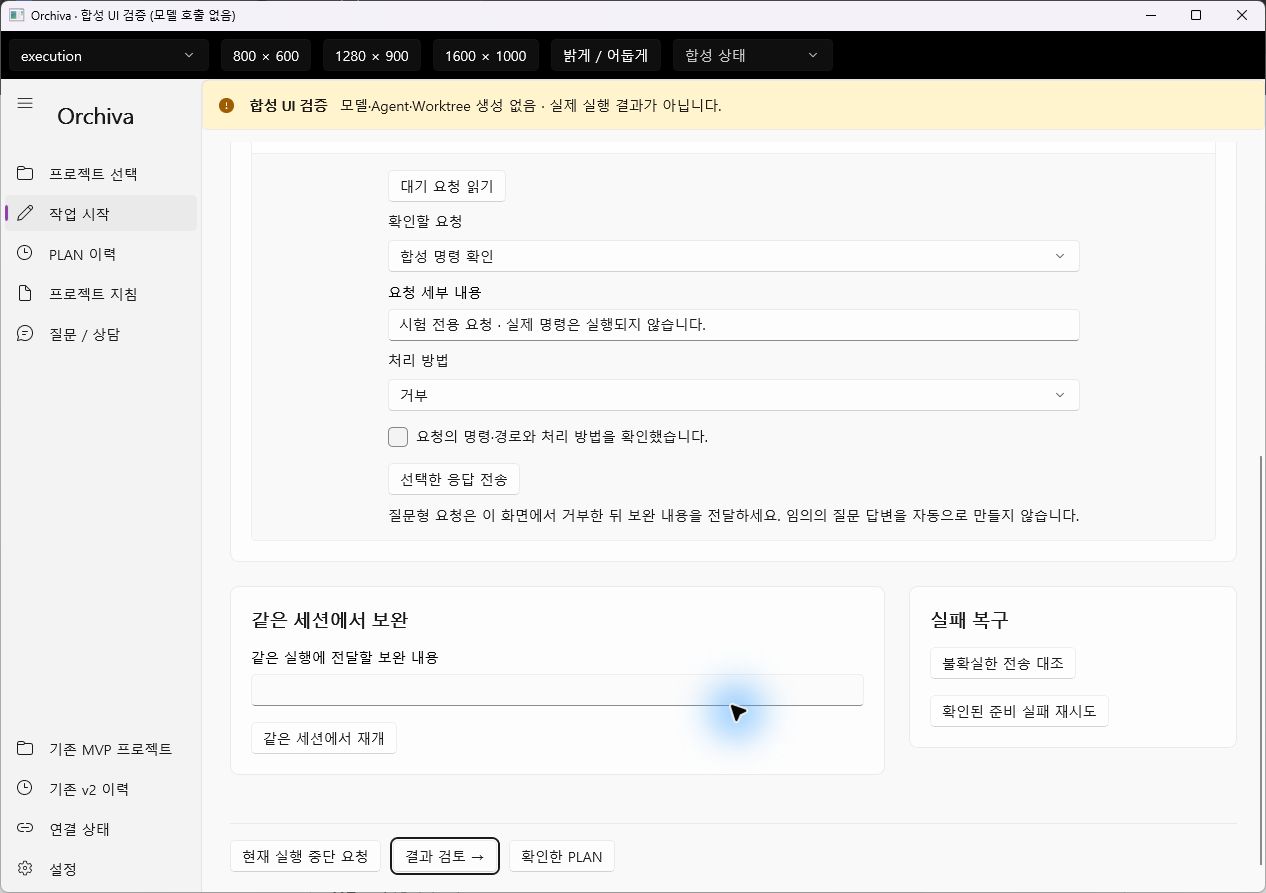 Orchiva · 합성 UI 검증 (모델 호출 없음)
execution
800 × 600
1280 × 900
1600 × 1000
밝게 / 어둡게
합성 상태
Orchiva
프로젝트 선택
작업 시작
PLAN 이력
프로젝트 지침
질문 / 상담
기존 MVP 프로젝트
기존 v2 이력
연결 상태
설정
합성 UI 검증 모델·Agent·Worktree 생성 없음 · 실제 실행 결과가 아닙니다.
대기 요청 읽기
확인할 요청
합성 명령 확인
요청 세부 내용
시험 전용 요청 · 실제 명령은 실행되지 않습니다.
처리 방법
거부
요청의 명령·경로와 처리 방법을 확인했습니다.
선택한 응답 전송
질문형 요청은 이 화면에서 거부한 뒤 보완 내용을 전달하세요. 임의의 질문 답변을 자동으로 만들지 않습니다.
같은 세션에서 보완
같은 실행에 전달할 보완 내용
같은 세션에서 재개
실패 복구
불확실한 전송 대조
확인된 준비 실패 재시도
현재 실행 중단 요청
결과 검토 →
확인한 PLAN